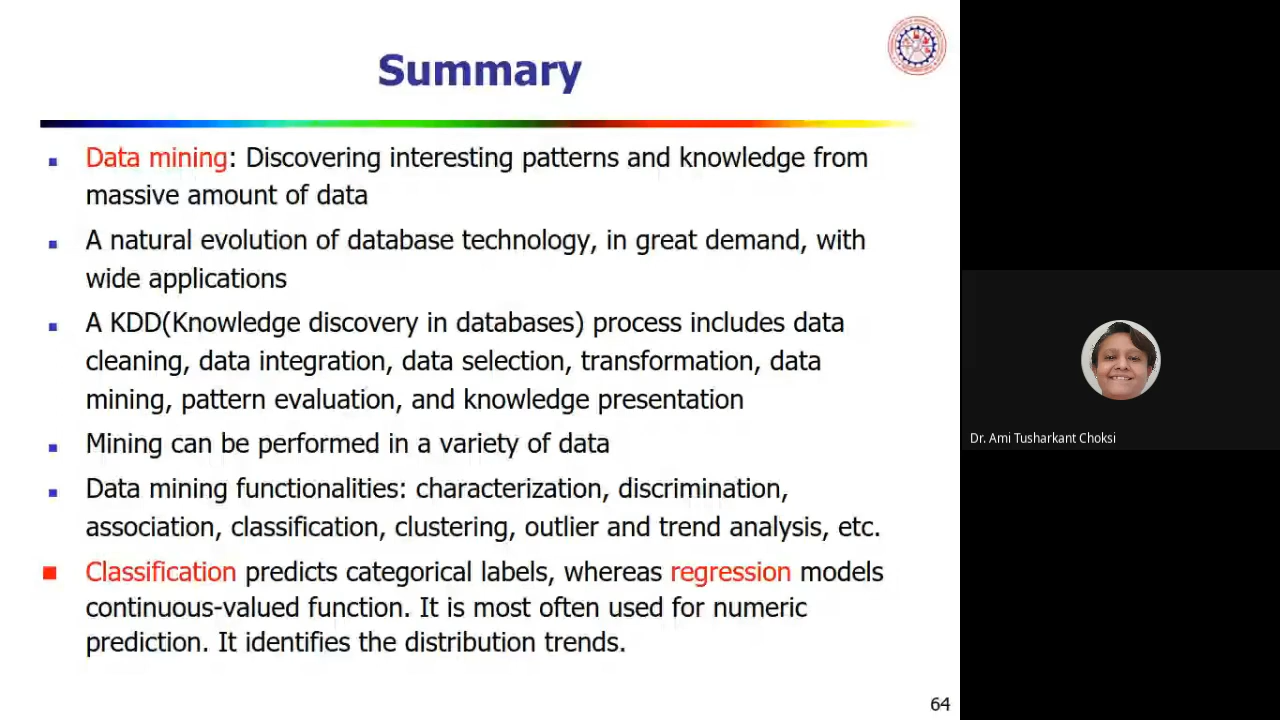 Summary
Data mining: Discovering interesting patterns and knowledge from
massive amount of data
A natural evolution of database technology, in great demand, with
wide applications
A KDD(Knowledge discovery in databases) process includes data
cleaning, data integration, data selection, transformation, data
mining, pattern evaluation, and knowledge presentation
Mining can be performed in a variety of data
Data mining functionalities: characterization, discrimination,
association, classification, clustering, outlier and trend analysis, etc.
Classification predicts categorical labels, whereas regression models
continuous-valued function. It is most often used for numeric
prediction. It identifies the distribution trends.
64
Dr. Ami Tusharkant Choksi